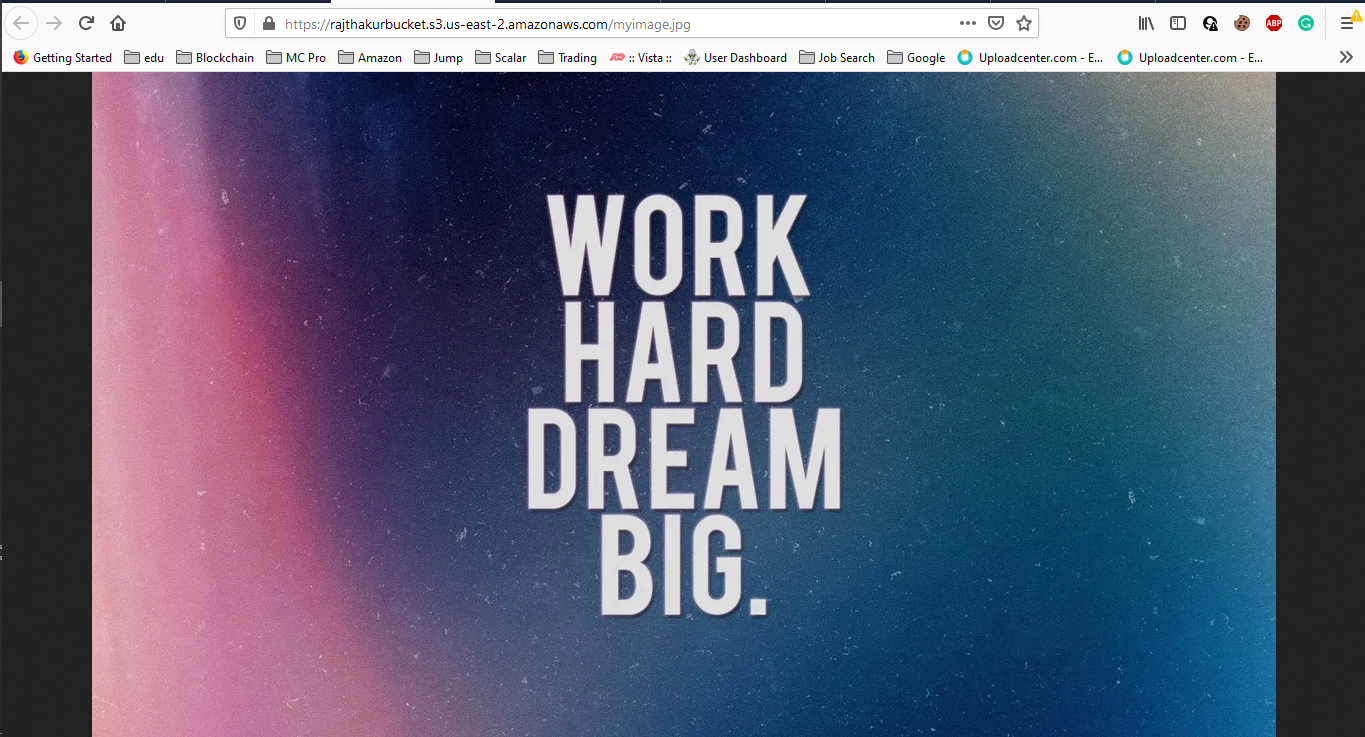 https://rajthakurbucket.s3.us-east-2.amazonaws.com/myimage.jpg
ABP
Getting Started edu Blockchain MC Pro Amazon Jump Scalar Trading ADP :: Vista :: User Dashboard Job Search Google Uploadcenter.com - E... Uploadcenter.com - E...
WORK
HARD
DREAM
BIG.